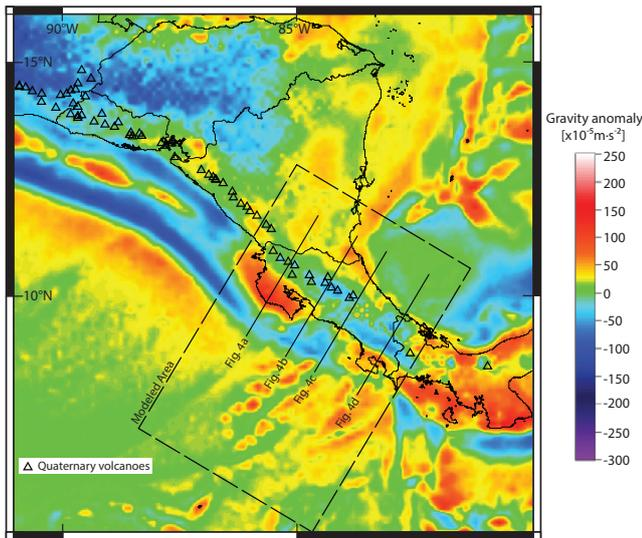 90°W
85°W
15°N
10°N
Fig. 4a
Fig. 4b
Fig. 4c
Fig. 4d
Modeled Area
Quaternary volcanoes
Gravity anomaly
[x10⁻⁵m·s⁻²]
250
200
150
100
50
0
-50
-100
-150
-200
-250
-300